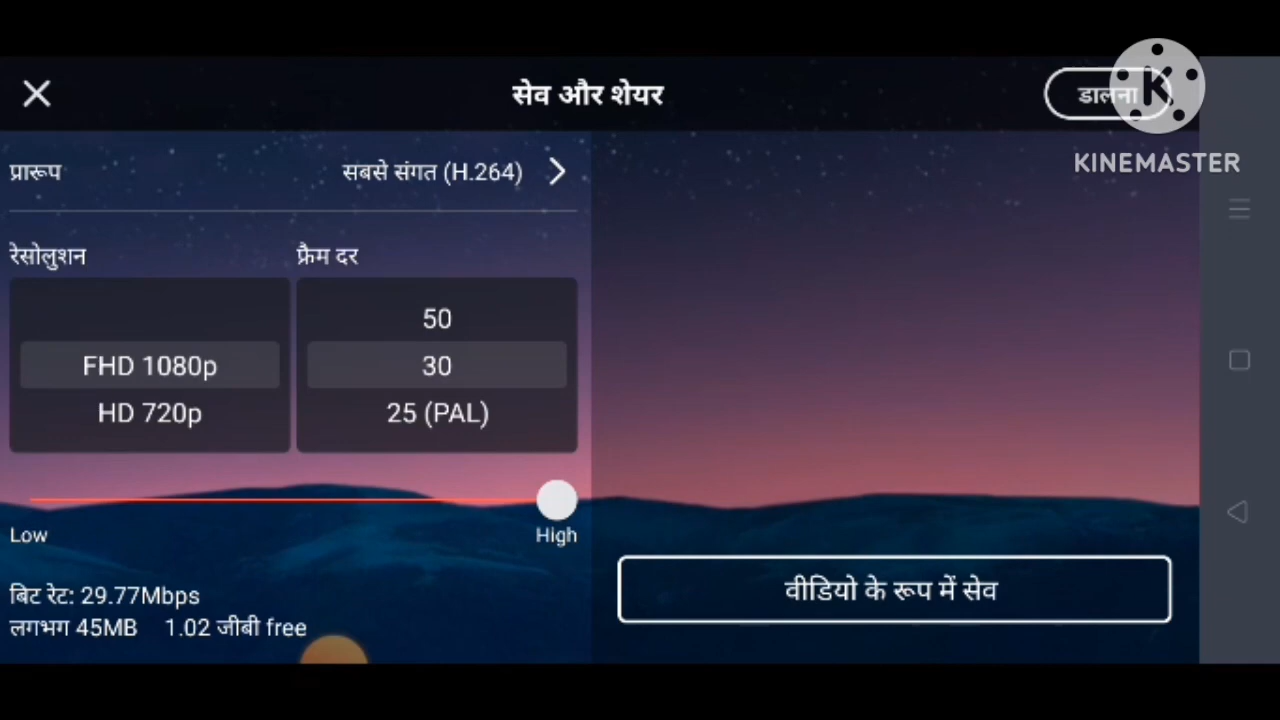 सेव और शेयर
डालना
KINEMASTER
प्रारूप सबसे संगत (H.264)
रेसोलुशन फ्रैम दर
50
FHD 1080p 30
HD 720p 25 (PAL)
Low High
बिट रेट: 29.77Mbps
लगभग 45MB 1.02 जीबी free
वीडियो के रूप में सेव